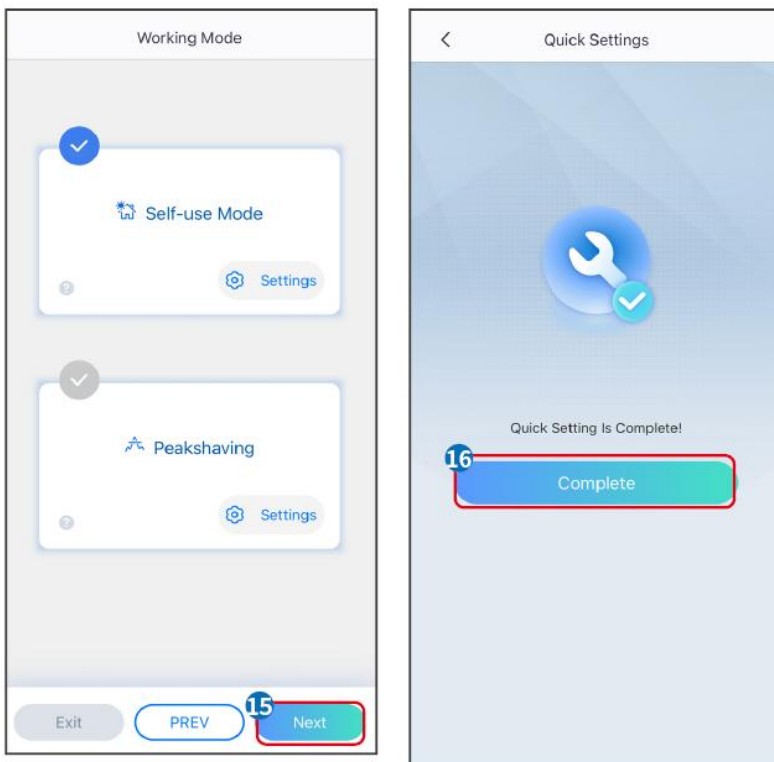 Working Mode
Self-use Mode
Settings
Peakshaving
Settings
Exit
PREV
15
Next
Quick Settings
Quick Setting Is Complete!
16
Complete